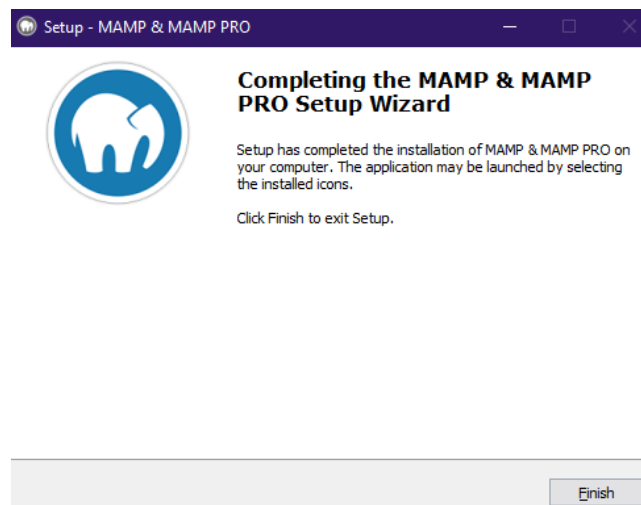 Setup - MAMP & MAMP PRO
Completing the MAMP & MAMP
PRO Setup Wizard
Setup has completed the installation of MAMP & MAMP PRO on
your computer. The application may be launched by selecting
the installed icons.
Click Finish to exit Setup.
Finish